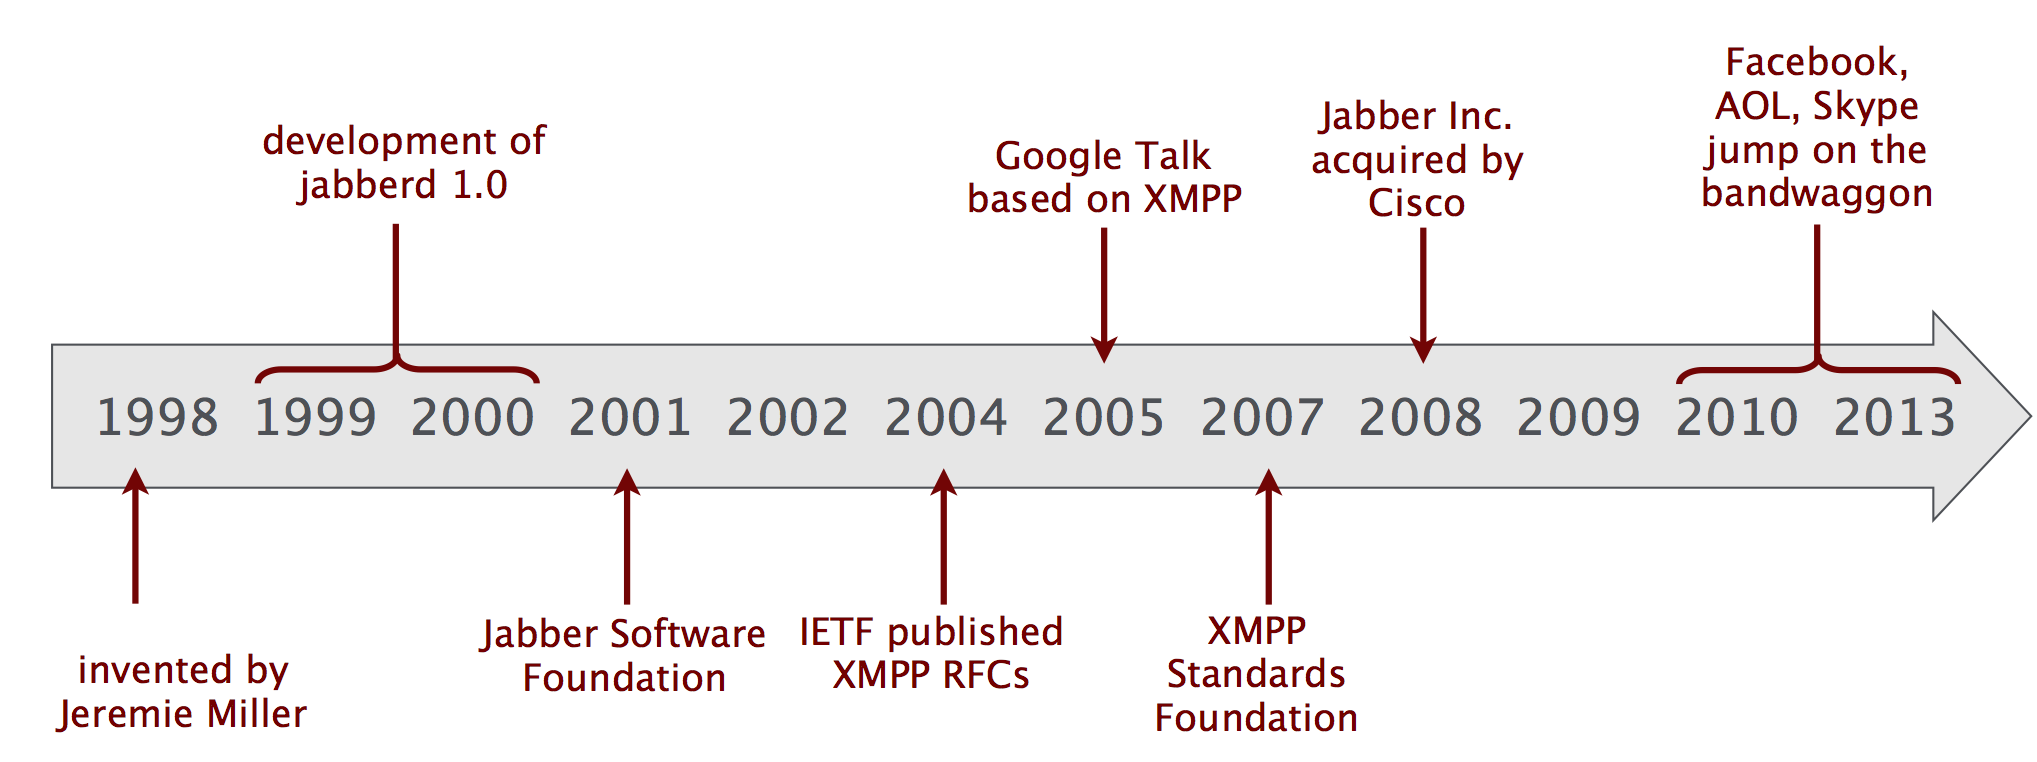 Facebook,
AOL, Skype
jump on the
bandwaggon
Jabber Inc.
acquired by
Cisco
Google Talk
based on XMPP
development of
jabberd 1.0
1998 1999 2000 2001 2002 2004 2005 2007 2008 2009 2010 2013
invented by
Jeremie Miller
Jabber Software
Foundation
IETF published
XMPP RFCs
XMPP
Standards
Foundation